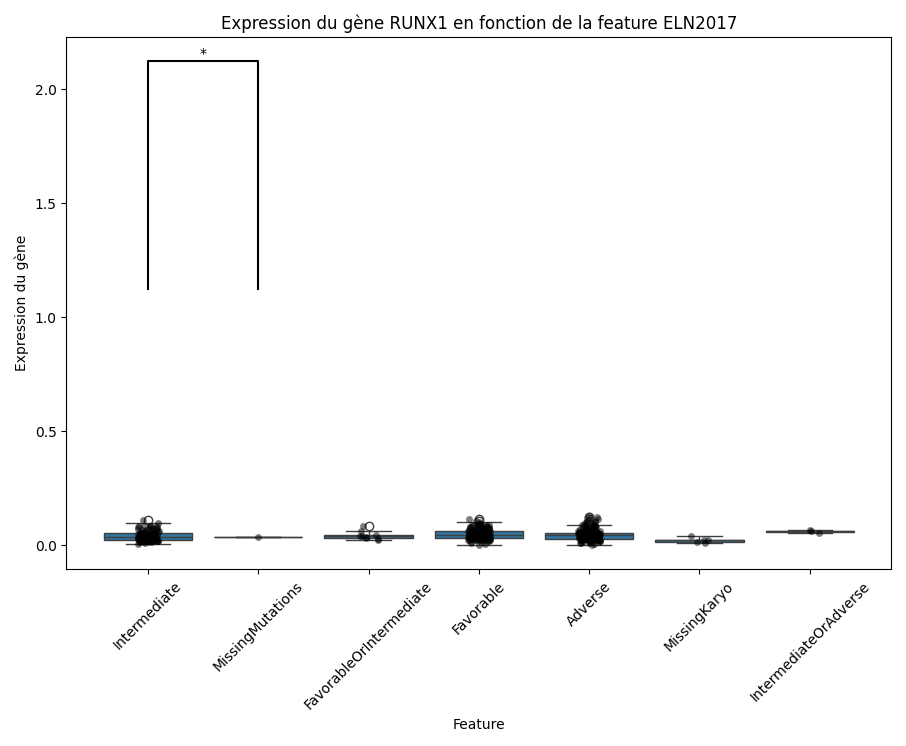 Expression du gène RUNX1 en fonction de la feature ELN2017
*
2.0
1.5
1.0
0.5
0.0
Expression du gène
Intermediate
MissingMutations
FavorableOrIntermediate
Favorable
Adverse
MissingKaryo
IntermediateOrAdverse
Feature